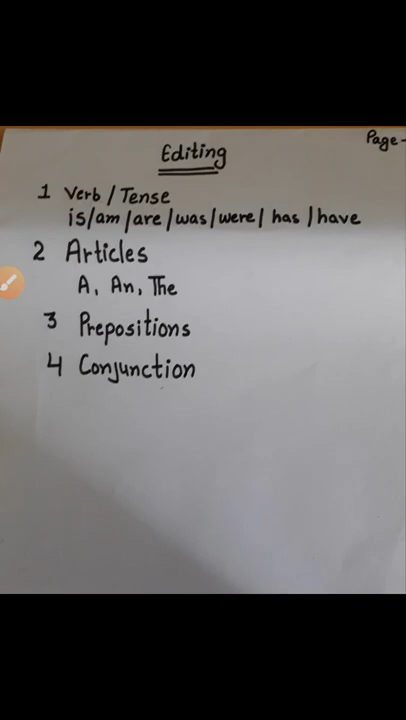 Page-
Editing
1 Verb / Tense
is/am/are/was/were/ has /have
2 Articles
A, An, The
3 Prepositions
4 Conjunction